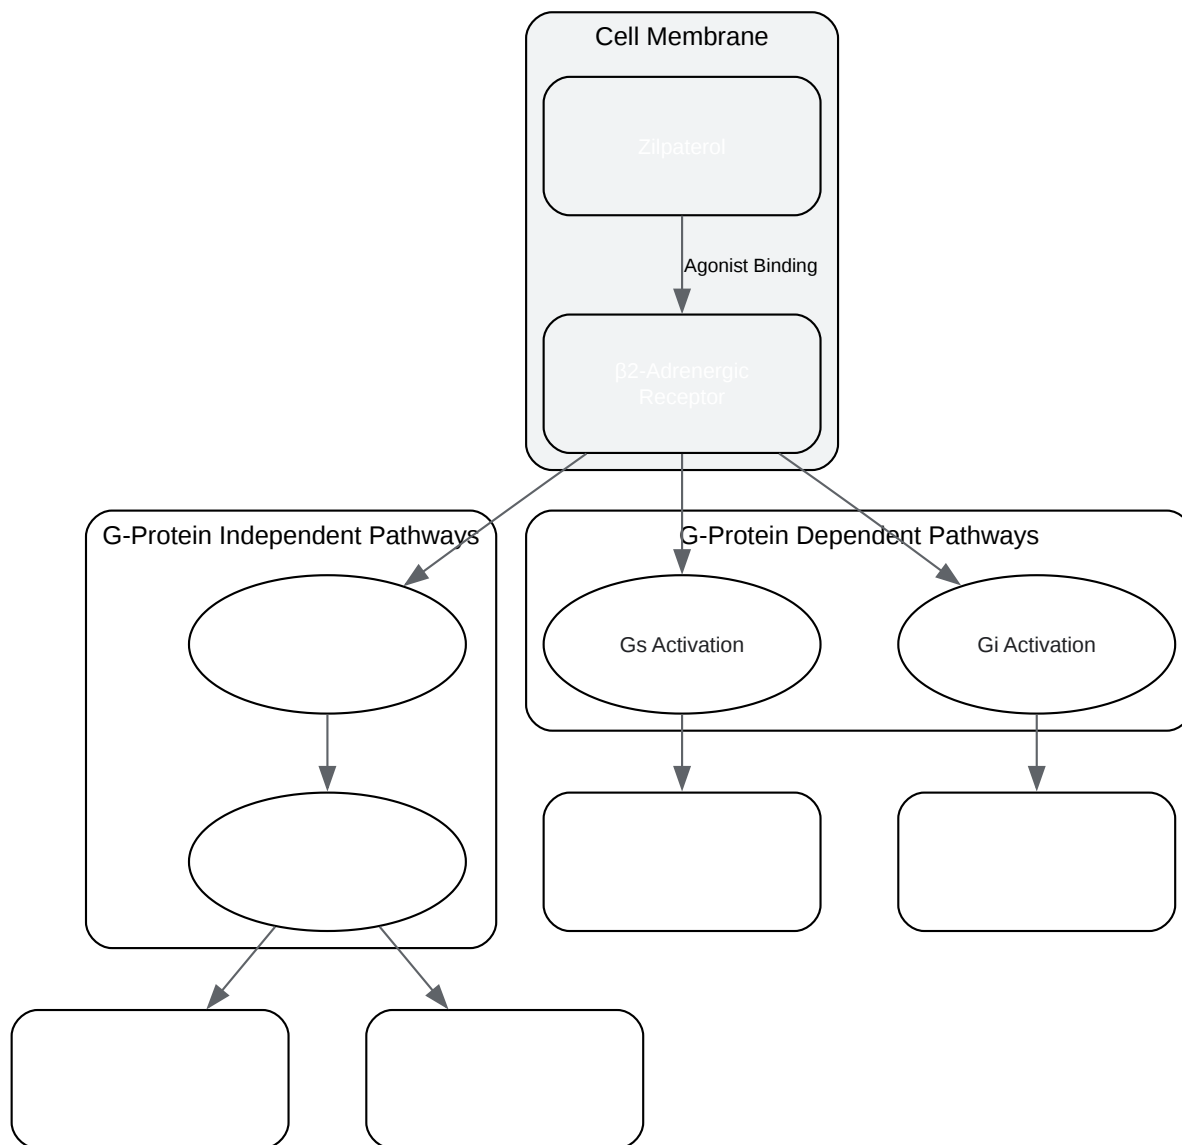 Cell Membrane
Zilpaterol
Agonist Binding
β2-Adrenergic
Receptor
G-Protein Independent Pathways
G-Protein Dependent Pathways
Gs Activation
Gi Activation